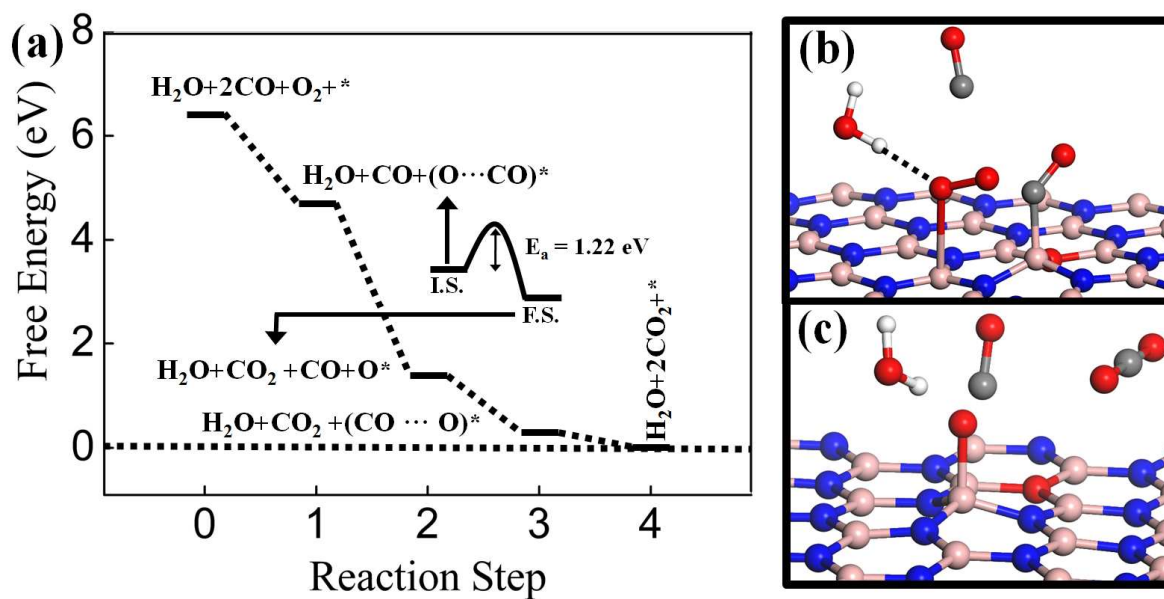 (a)
8
6
4
2
0
Free Energy (eV)
H₂O+2CO+O₂+*
H₂O+CO+(O···CO)*
Eₐ = 1.22 eV
I.S.
F.S.
H₂O+CO₂+CO+O*
H₂O+CO₂+(CO ··· O)*
H₂O+2CO₂+*
0 1 2 3 4
Reaction Step
(b)
(c)